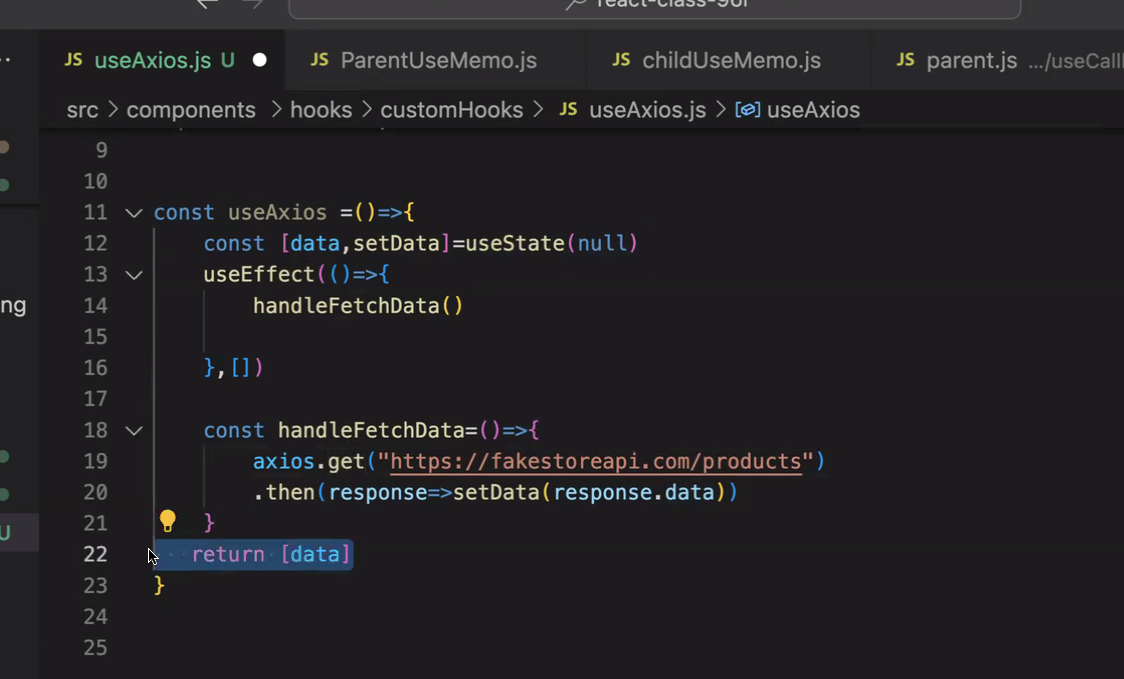 JS useAxios.js U JS ParentUseMemo.js JS childUseMemo.js JS parent.js .../useCall
src > components > hooks > customHooks > JS useAxios.js > useAxios
9
10
11 const useAxios =()=>{
12 const [data,setData]=useState(null)
13 useEffect(()=>{
14 handleFetchData()
ng
15
16 },[])
17
18 const handleFetchData=()=>{
19 axios.get("https://fakestoreapi.com/products")
20 .then(response=>setData(response.data))
21 }
U
22 return [data]
23 }
24
25